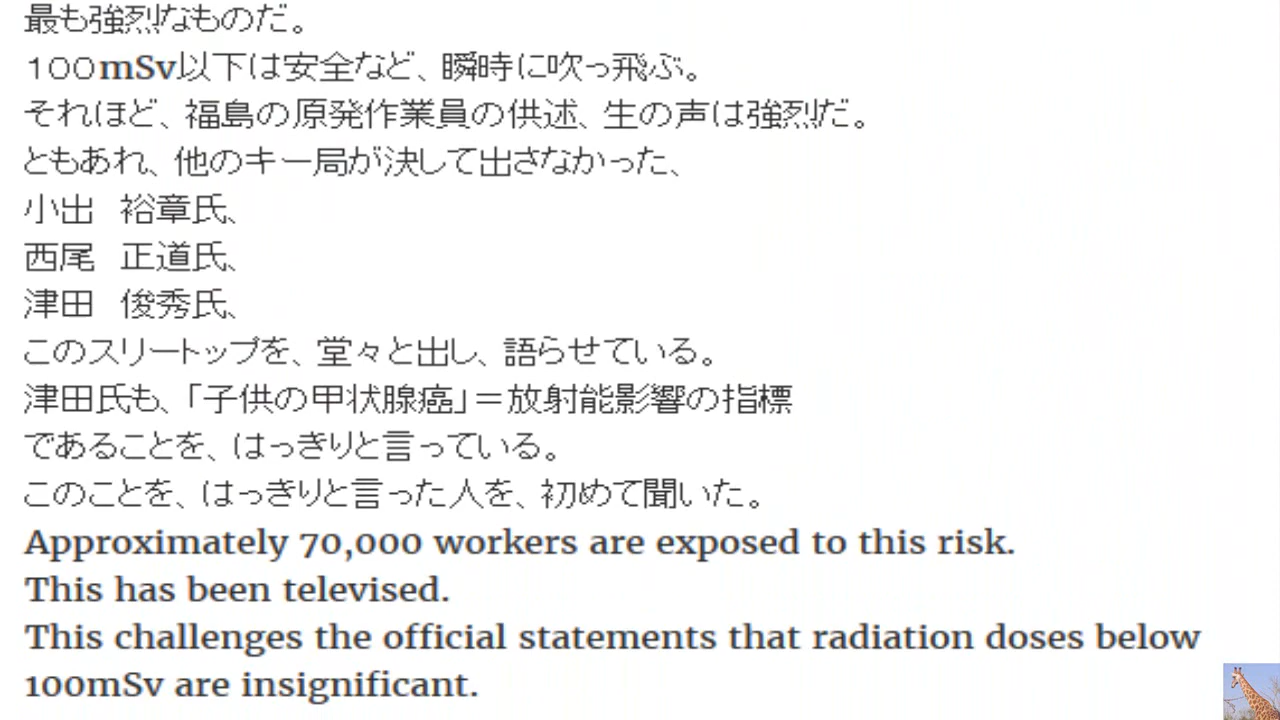 最も強烈なものだ。
１００mSv以下は安全など、瞬時に吹っ飛ぶ。
それほど、福島の原発作業員の供述、生の声は強烈だ。
ともあれ、他のキー局が決して出さなかった、
小出　裕章氏、
西尾　正道氏、
津田　俊秀氏、
このスリートップを、堂々と出し、語らせている。
津田氏も、「子供の甲状腺癌」＝放射能影響の指標
であることを、はっきりと言っている。
このことを、はっきりと言った人を、初めて聞いた。
Approximately 70,000 workers are exposed to this risk.
This has been televised.
This challenges the official statements that radiation doses below
100mSv are insignificant.